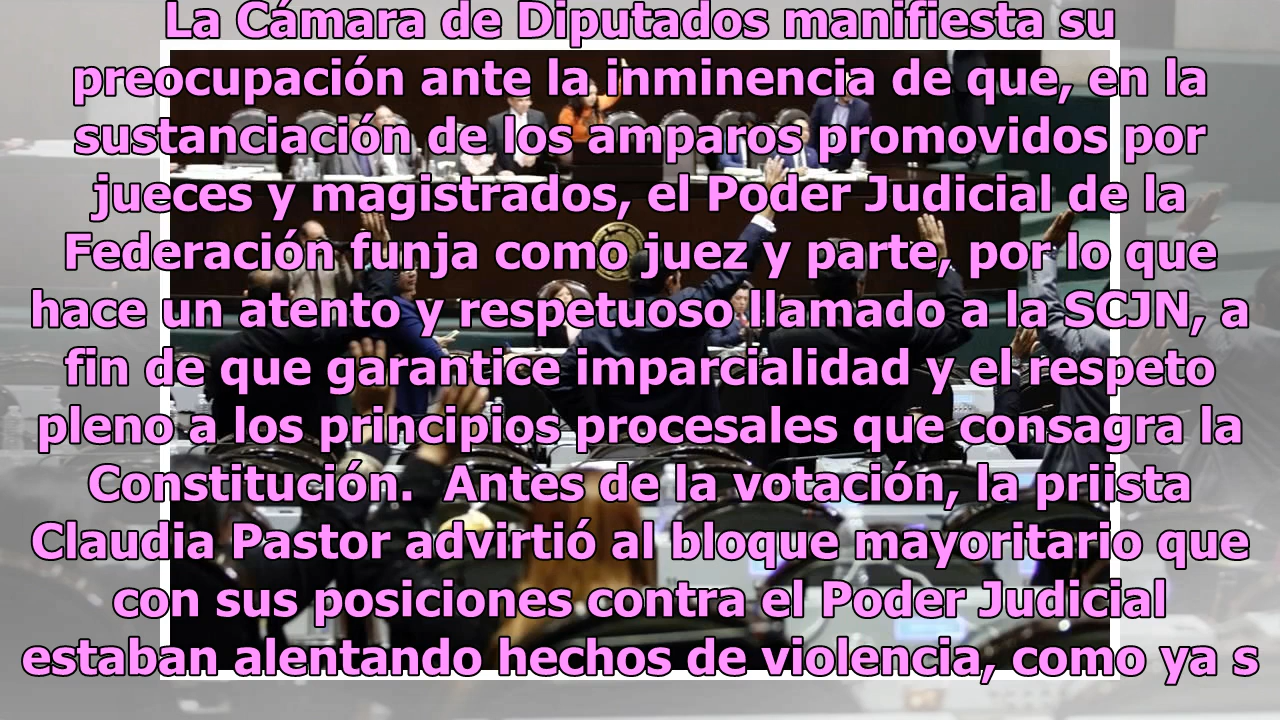 La Cámara de Diputados manifiesta su
preocupación ante la inminencia de que, en la
sustanciación de los amparos promovidos por
jueces y magistrados, el Poder Judicial de la
Federación funja como juez y parte, por lo que
hace un atento y respetuoso llamado a la SCJN, a
fin de que garantice imparcialidad y el respeto
pleno a los principios procesales que consagra la
Constitución.  Antes de la votación, la priista
Claudia Pastor advirtió al bloque mayoritario que
con sus posiciones contra el Poder Judicial
estaban alentando hechos de violencia, como ya s